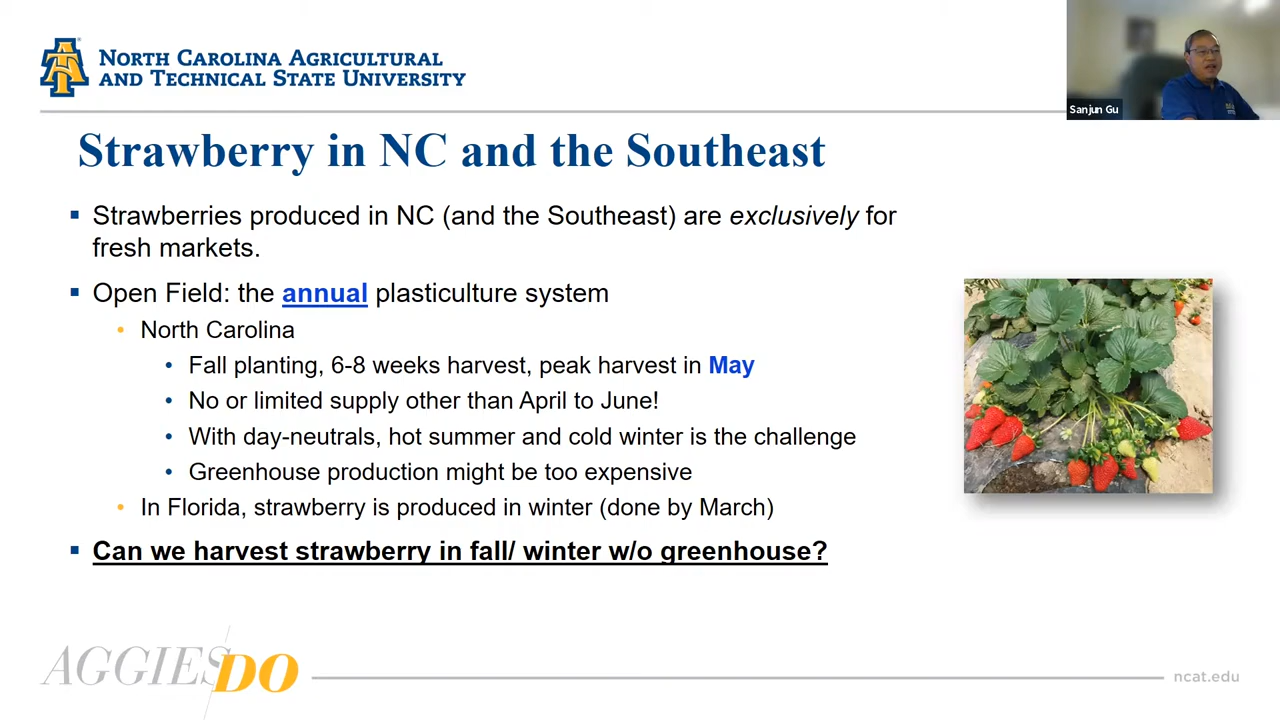 NORTH CAROLINA AGRICULTURAL
AND TECHNICAL STATE UNIVERSITY
Sanjun Gu
Strawberry in NC and the Southeast
▪ Strawberries produced in NC (and the Southeast) are exclusively for
fresh markets.
▪ Open Field: the annual plasticulture system
• North Carolina
• Fall planting, 6-8 weeks harvest, peak harvest in May
• No or limited supply other than April to June!
• With day-neutrals, hot summer and cold winter is the challenge
• Greenhouse production might be too expensive
• In Florida, strawberry is produced in winter (done by March)
▪ Can we harvest strawberry in fall/ winter w/o greenhouse?
AGGIES DO
ncat.edu